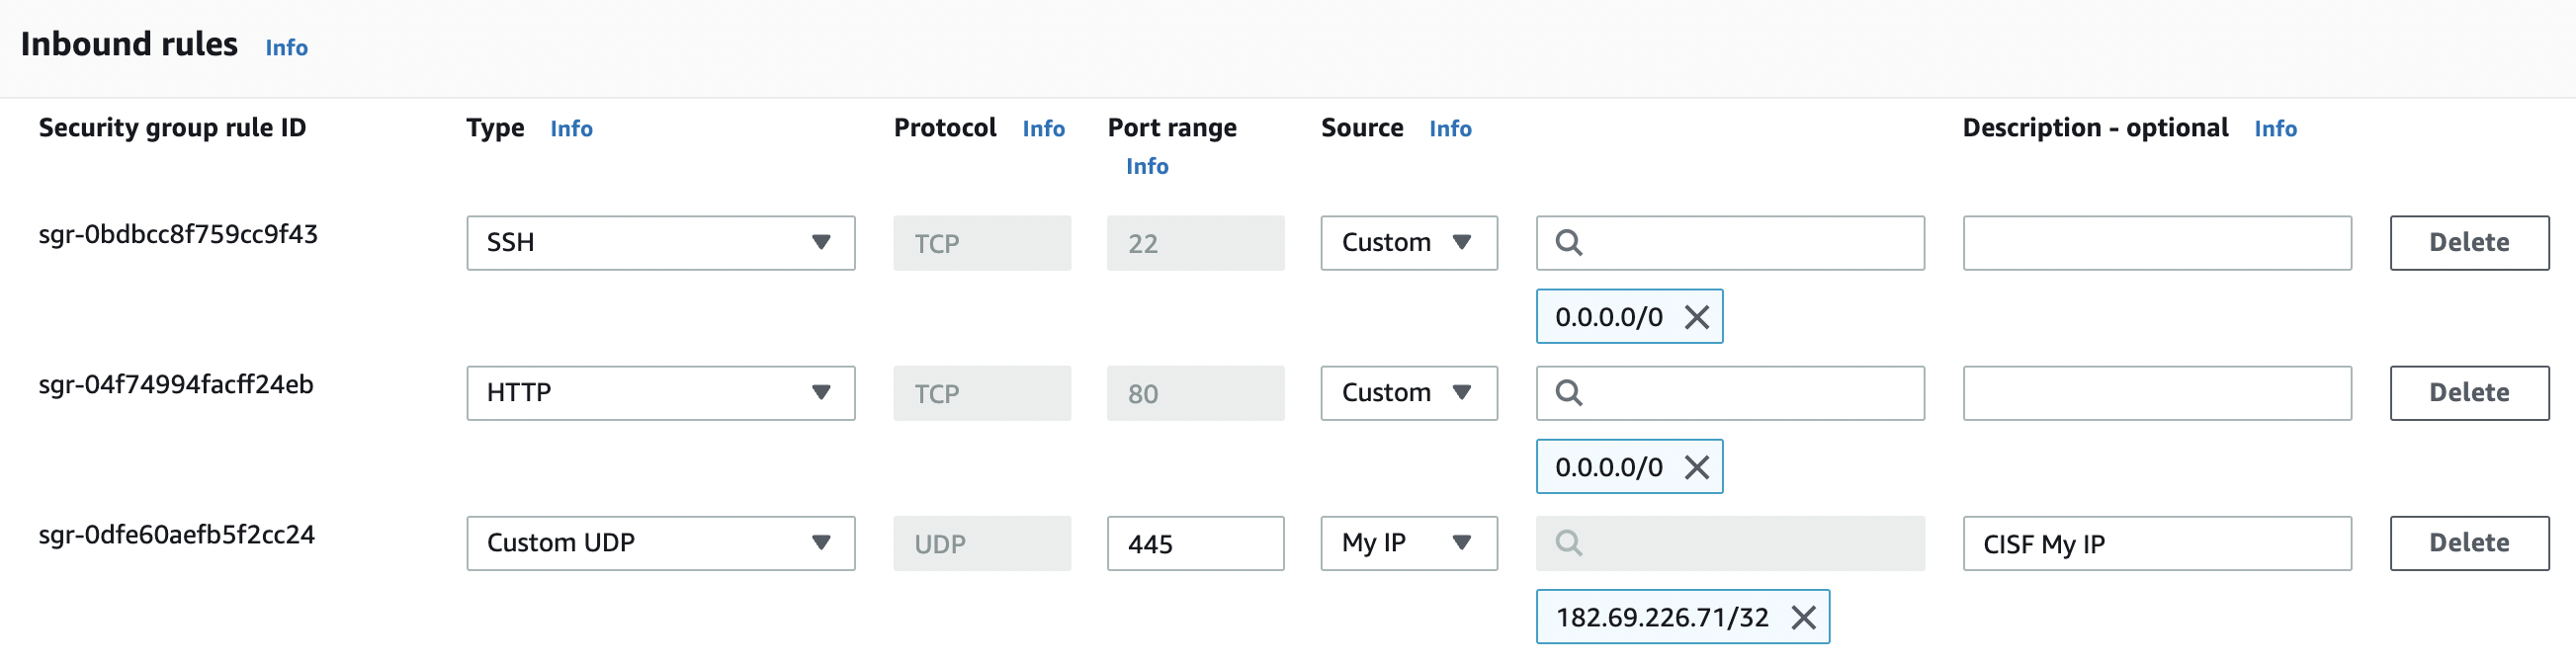 Inbound rules Info
Security group rule ID Type Info Protocol Info Port range Info Source Info Description - optional Info
sgr-0bdbcc8f759cc9f43 SSH TCP 22 Custom Delete
0.0.0.0/0
sgr-04f74994facff24eb HTTP TCP 80 Custom Delete
0.0.0.0/0
sgr-0dfe60aefb5f2cc24 Custom UDP UDP 445 My IP CISF My IP Delete
182.69.226.71/32